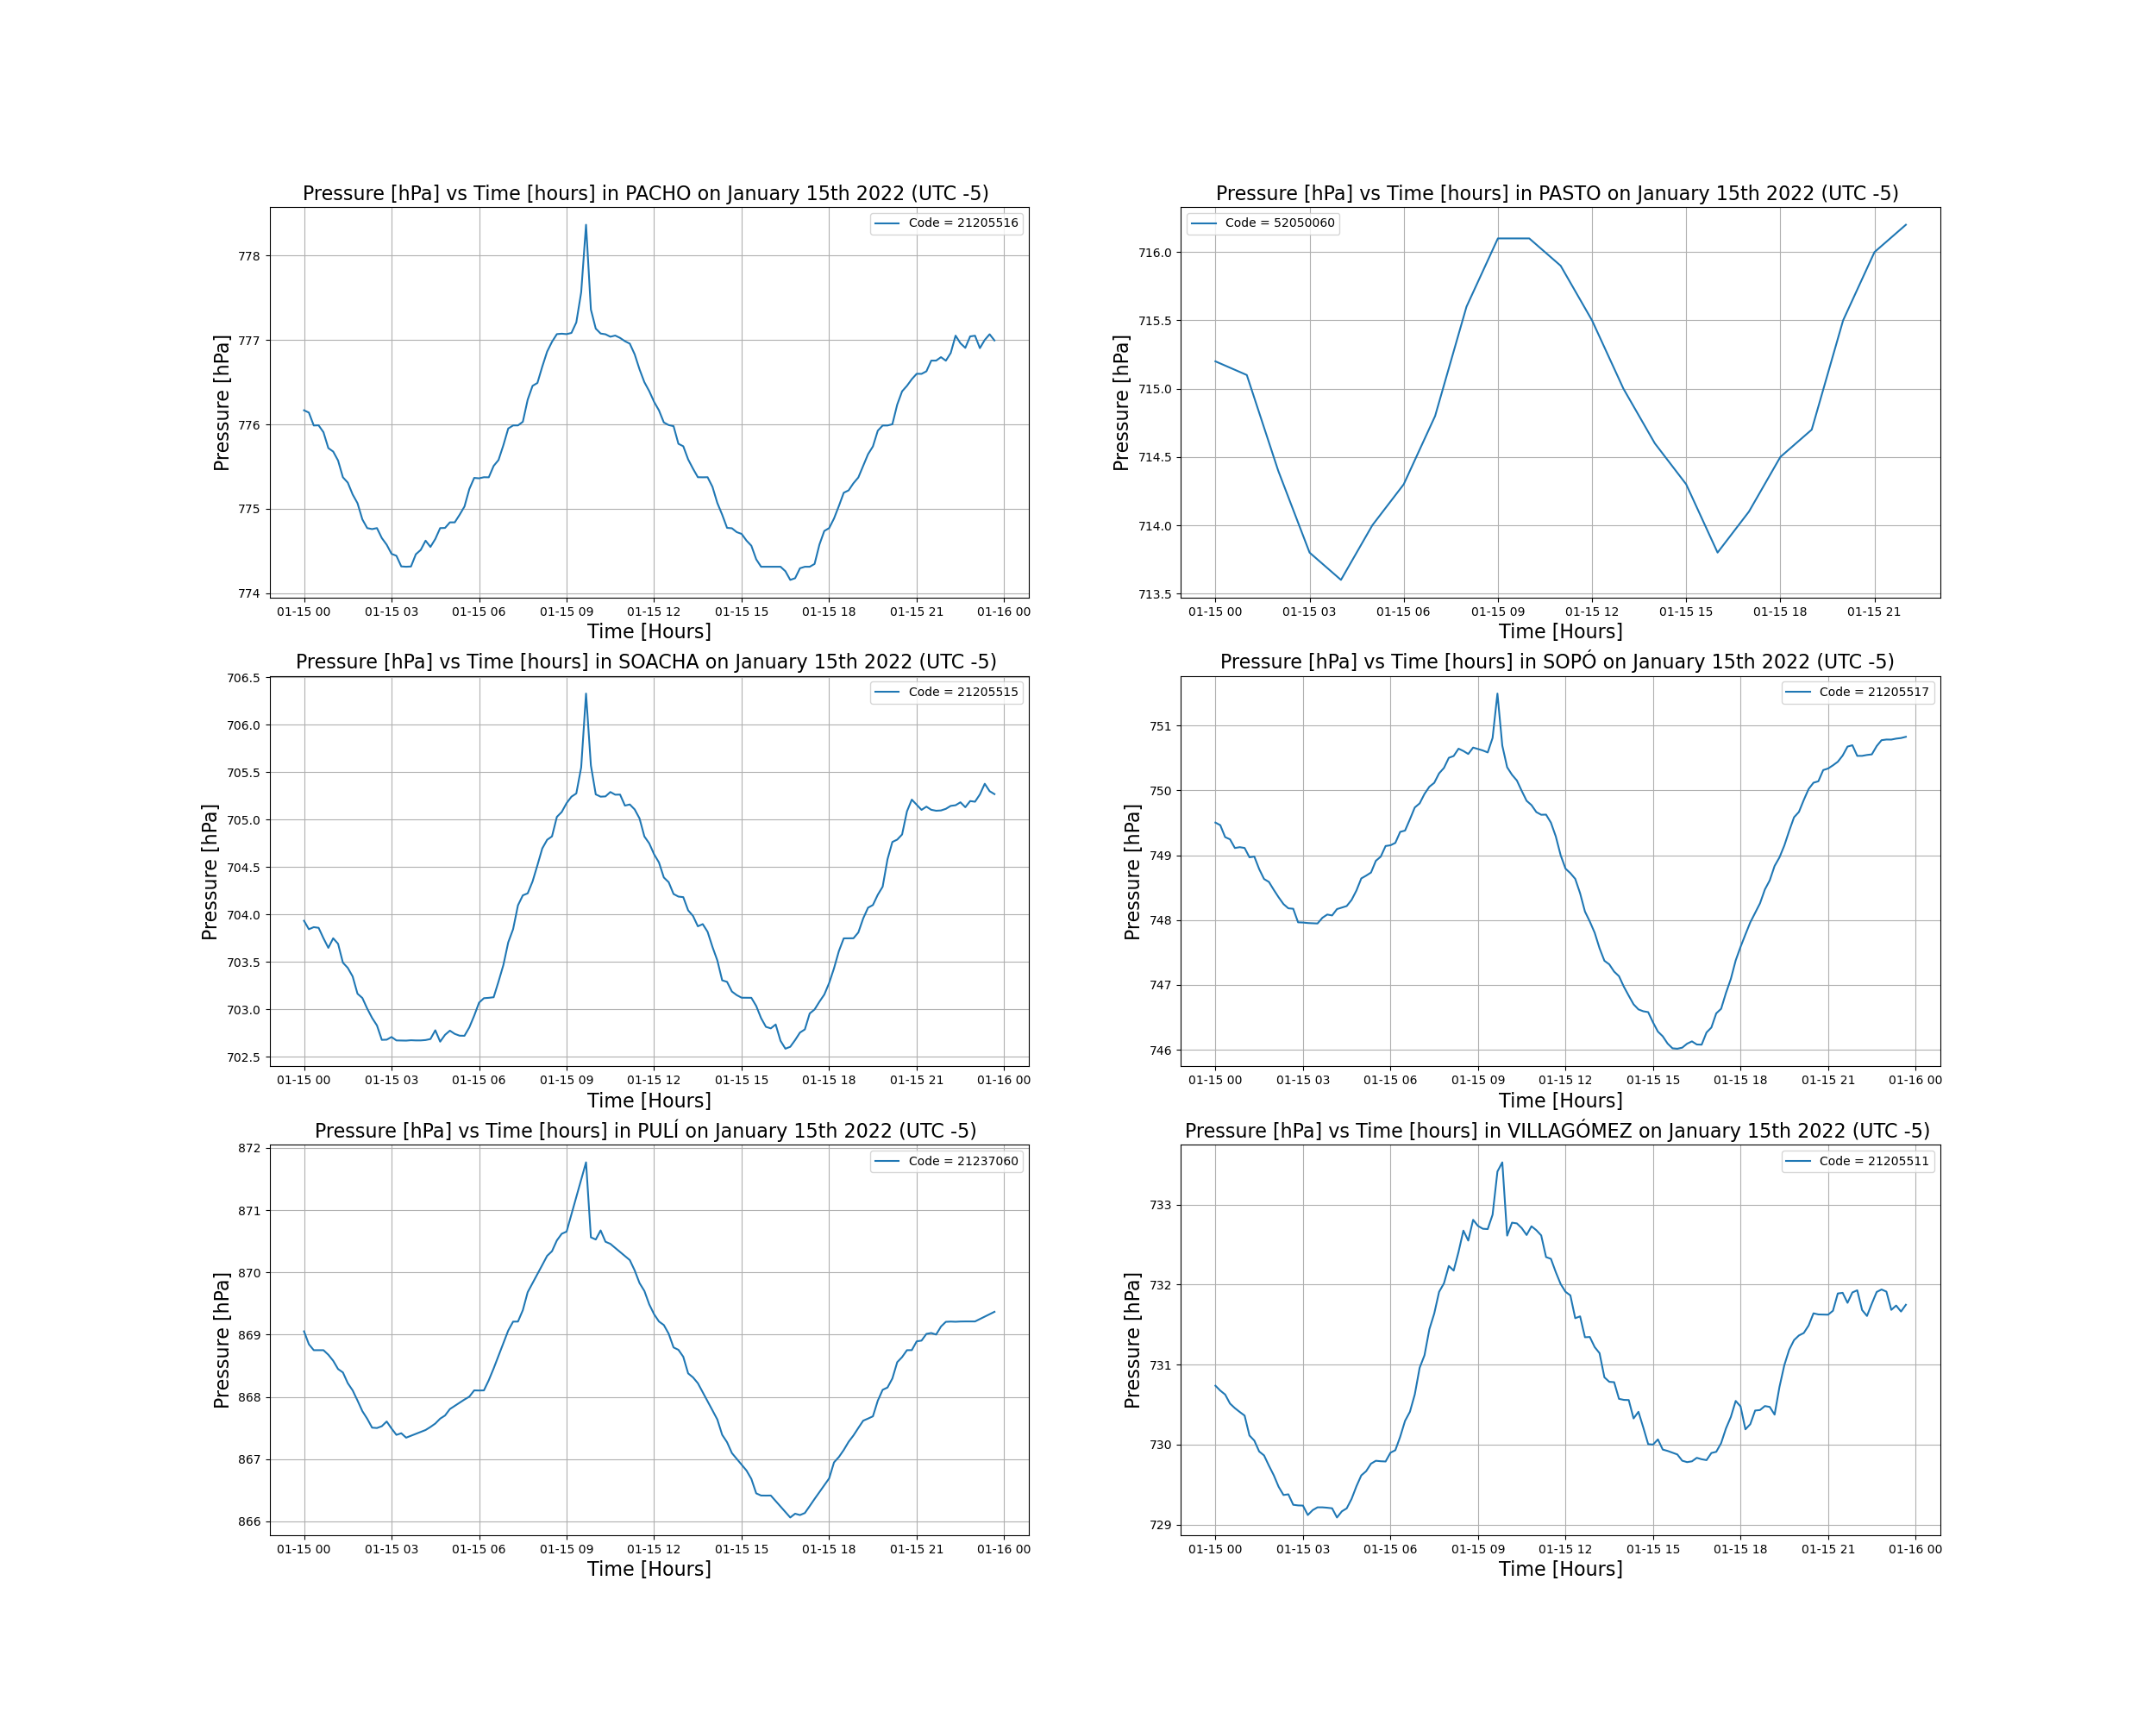 Pressure [hPa] vs Time [hours] in PACHO on January 15th 2022 (UTC -5)
Code = 21205516
Pressure [hPa]
778
777
776
775
774
01-15 00 01-15 03 01-15 06 01-15 09 01-15 12 01-15 15 01-15 18 01-15 21 01-16 00
Time [Hours]
Pressure [hPa] vs Time [hours] in PASTO on January 15th 2022 (UTC -5)
Code = 52050060
Pressure [hPa]
716.0
715.5
715.0
714.5
714.0
713.5
01-15 00 01-15 03 01-15 06 01-15 09 01-15 12 01-15 15 01-15 18 01-15 21
Time [Hours]
Pressure [hPa] vs Time [hours] in SOACHA on January 15th 2022 (UTC -5)
Code = 21205515
Pressure [hPa]
706.5
706.0
705.5
705.0
704.5
704.0
703.5
703.0
702.5
01-15 00 01-15 03 01-15 06 01-15 09 01-15 12 01-15 15 01-15 18 01-15 21 01-16 00
Time [Hours]
Pressure [hPa] vs Time [hours] in SOPÓ on January 15th 2022 (UTC -5)
Code = 21205517
Pressure [hPa]
751
750
749
748
747
746
01-15 00 01-15 03 01-15 06 01-15 09 01-15 12 01-15 15 01-15 18 01-15 21 01-16 00
Time [Hours]
Pressure [hPa] vs Time [hours] in PULÍ on January 15th 2022 (UTC -5)
Code = 21237060
Pressure [hPa]
872
871
870
869
868
867
866
01-15 00 01-15 03 01-15 06 01-15 09 01-15 12 01-15 15 01-15 18 01-15 21 01-16 00
Time [Hours]
Pressure [hPa] vs Time [hours] in VILLAGÓMEZ on January 15th 2022 (UTC -5)
Code = 21205511
Pressure [hPa]
733
732
731
730
729
01-15 00 01-15 03 01-15 06 01-15 09 01-15 12 01-15 15 01-15 18 01-15 21 01-16 00
Time [Hours]